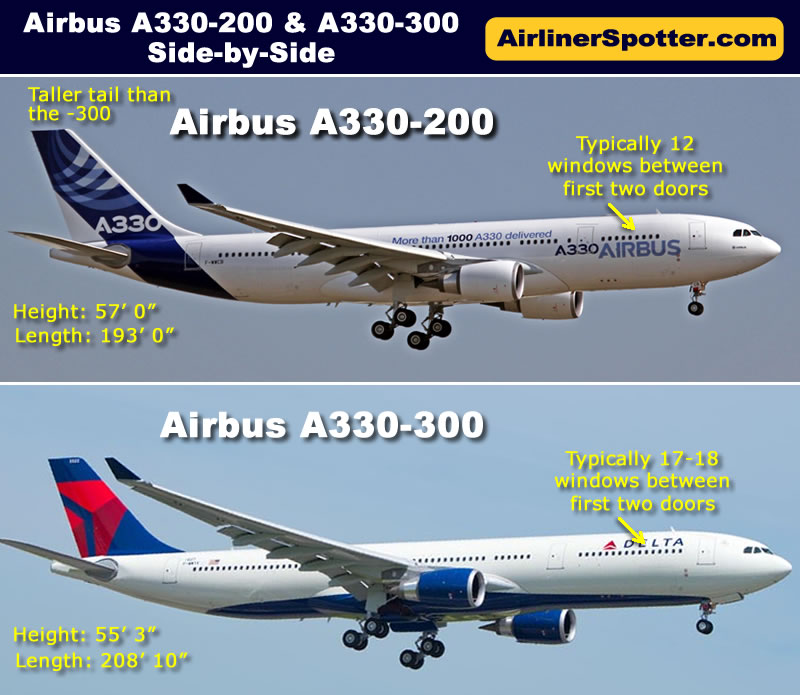 Airbus A330-200 & A330-300
Side-by-Side
AirlinerSpotter.com
Taller tail than
the -300
Airbus A330-200
Typically 12
windows between
first two doors
A330
More than 1000 A330 delivered
A330 AIRBUS
F-WWCB
Height: 57’ 0”
Length: 193’ 0”
Airbus A330-300
Typically 17-18
windows between
first two doors
DELTA
Height: 55’ 3”
Length: 208’ 10”